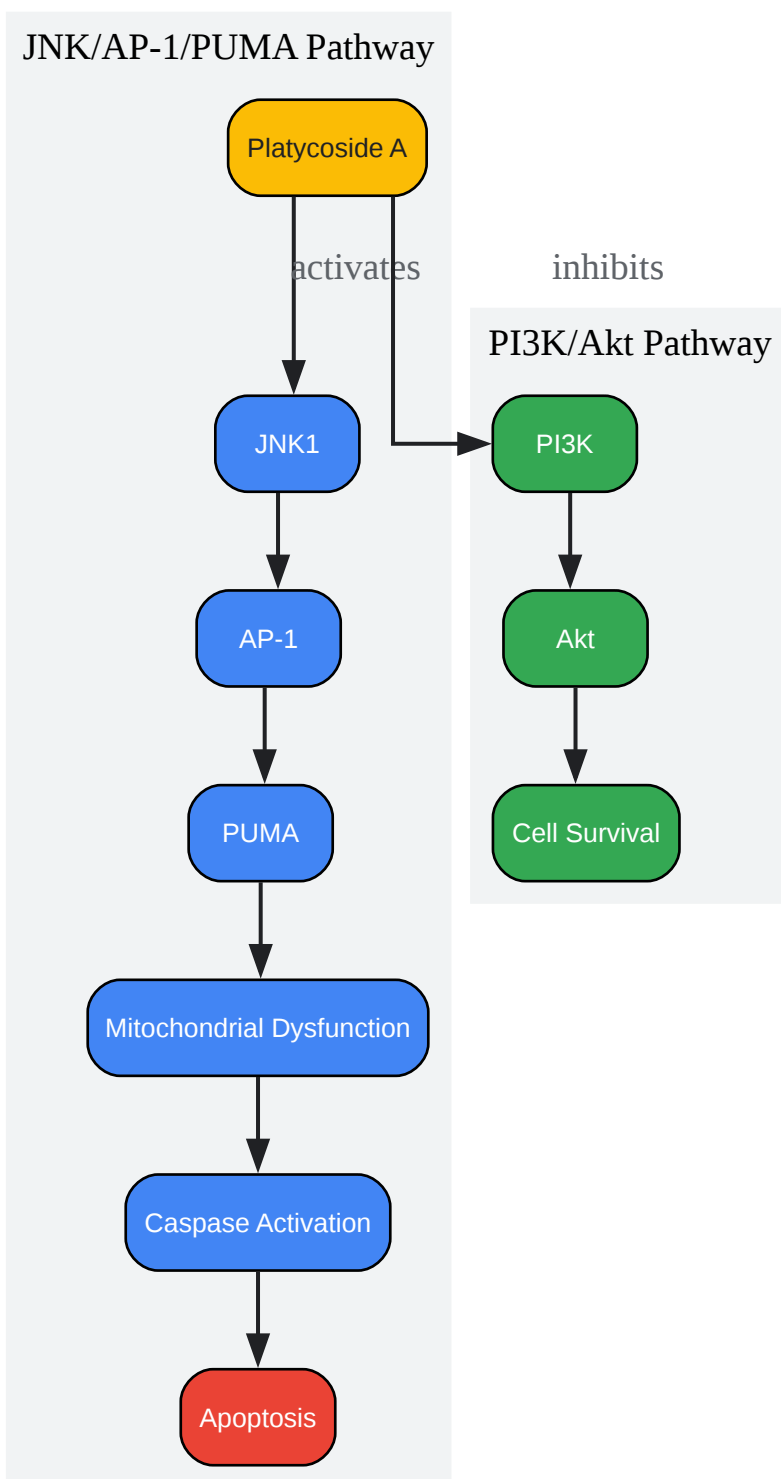 JNK/AP-1/PUMA Pathway
Platycoside A
activates
inhibits
PI3K/Akt Pathway
JNK1
PI3K
AP-1
Akt
PUMA
Cell Survival
Mitochondrial Dysfunction
Caspase Activation
Apoptosis